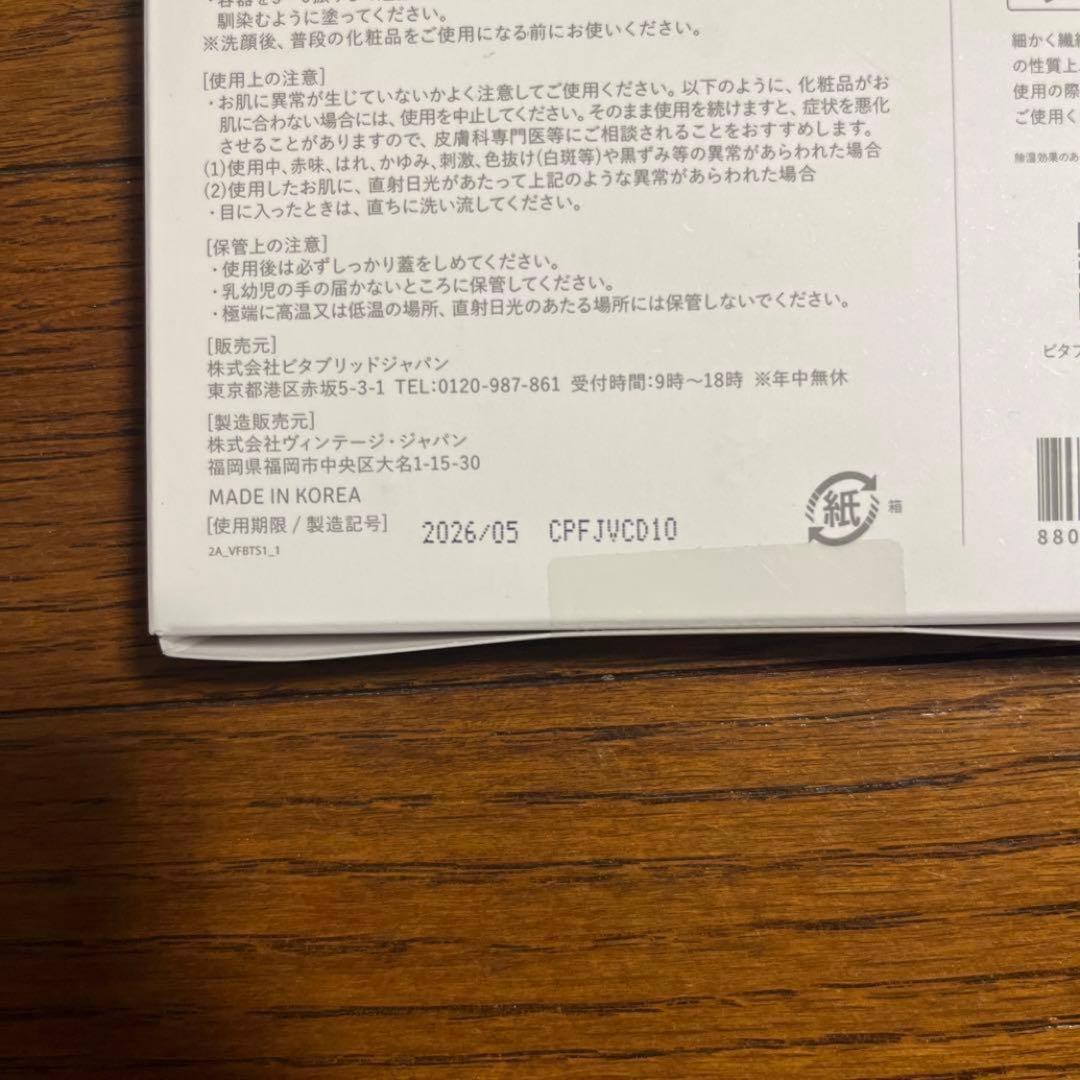 馴染むように塗ってください。
※洗顔後、普段の化粧品をご使用になる前にお使いください。
[使用上の注意]
・お肌に異常が生じていないかよく注意してご使用ください。以下のように、化粧品がお
肌に合わない場合には、使用を中止してください。そのまま使用を続けますと、症状を悪化
させることがありますので、皮膚科専門医等にご相談されることをおすすめします。
(1)使用中、赤味、はれ、かゆみ、刺激、色抜け(白斑等)や黒ずみ等の異常があらわれた場合
(2)使用したお肌に、直射日光があたって上記のような異常があらわれた場合
・目に入ったときは、直ちに洗い流してください。
[保管上の注意]
・使用後は必ずしっかり蓋をしめてください。
・乳幼児の手の届かないところに保管してください。
・極端に高温又は低温の場所、直射日光のあたる場所には保管しないでください。
[販売元]
株式会社ビタブリッドジャパン
東京都港区赤坂5-3-1 TEL:0120-987-861 受付時間:9時〜18時 ※年中無休
[製造販売元]
株式会社ヴィンテージ・ジャパン
福岡県福岡市中央区大名1-15-30
MADE IN KOREA
[使用期限 / 製造記号] 2026/05 CPFJVCD10
2A_VFBTS1_1
紙 箱
細かく繊
の性質上
使用の際
ご使用く
除湿効果のあ
ビタブ
880